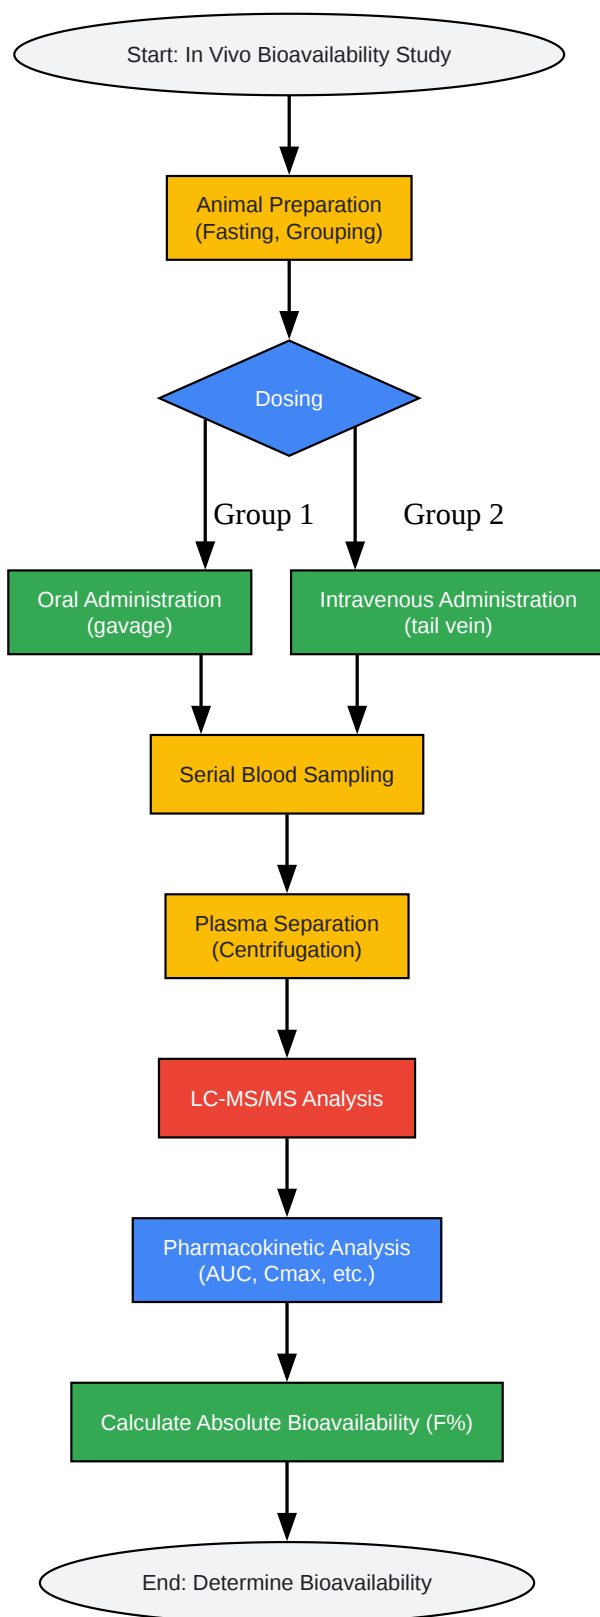 Start: In Vivo Bioavailability Study
Animal Preparation
(Fasting, Grouping)
Dosing
Group 1
Group 2
Oral Administration
(gavage)
Intravenous Administration
(tail vein)
Serial Blood Sampling
Plasma Separation
(Centrifugation)
LC-MS/MS Analysis
Pharmacokinetic Analysis
(AUC, Cmax, etc.)
Calculate Absolute Bioavailability (F%)
End: Determine Bioavailability